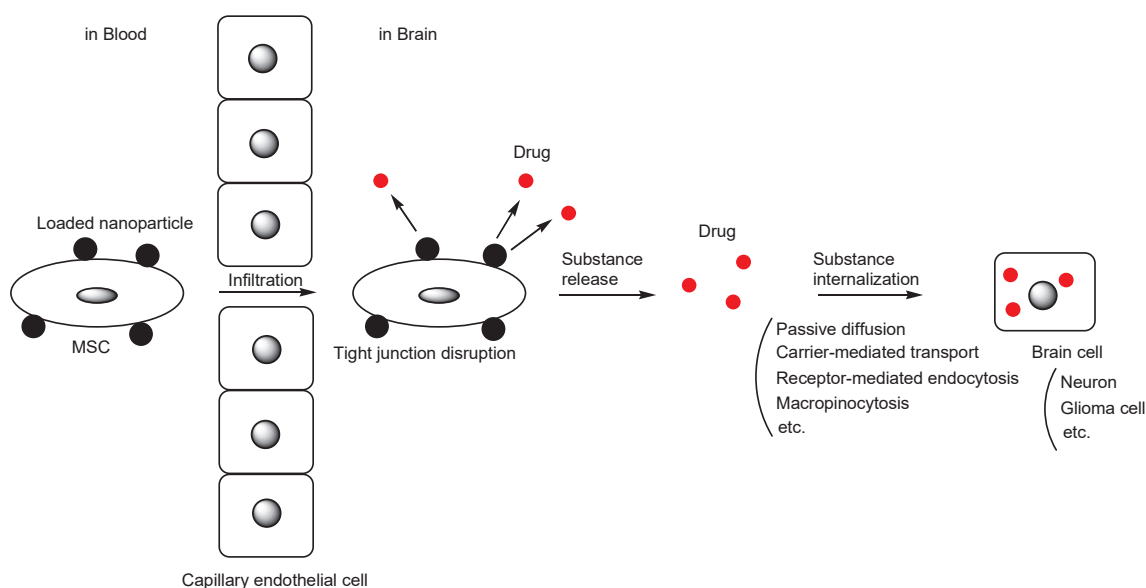 in Blood
in Brain
Drug
Loaded nanoparticle
Infiltration
MSC
Tight junction disruption
Substance
release
Drug
Substance
internalization
Passive diffusion
Carrier-mediated transport
Receptor-mediated endocytosis
Macropinocytosis
etc.
Brain cell
Neuron
Glioma cell
etc.
Capillary endothelial cell